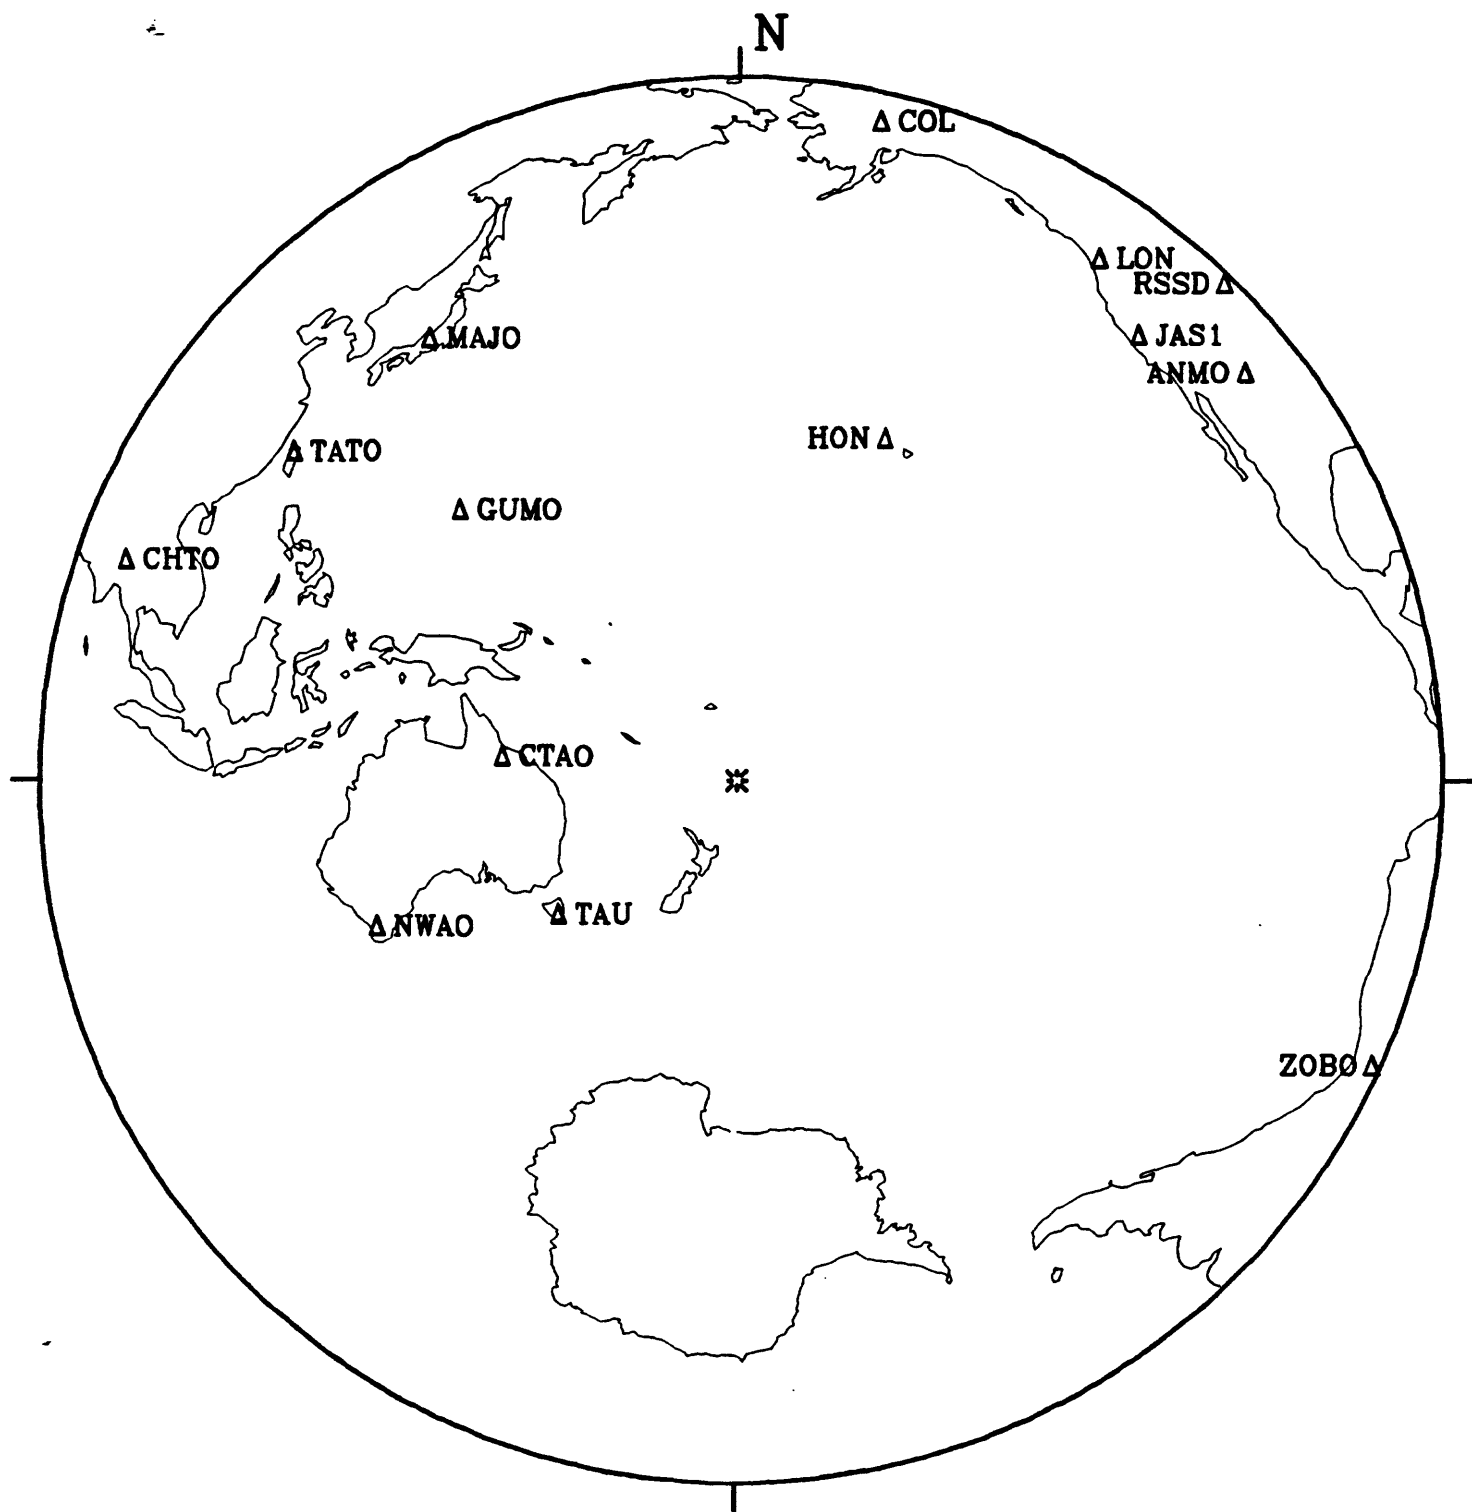 N
COL
LON
RSSD
JAS1
MAJO
ANMO
HON
TATO
GUMO
CHTO
CTAO
TAU
NWAO
ZOBO